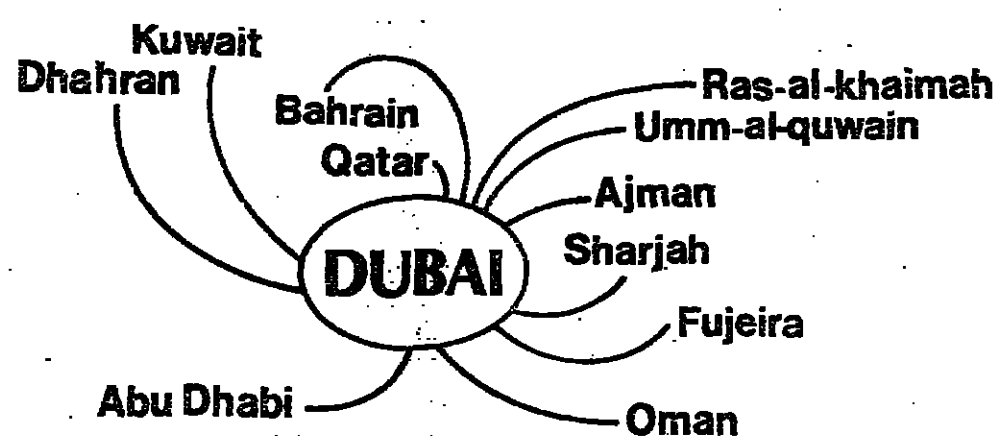 Kuwait
Dhahran
Bahrain
Ras-al-khaimah
Umm-al-quwain
Qatar
Ajman
Sharjah
DUBAI
Fujeira
Abu Dhabi
Oman